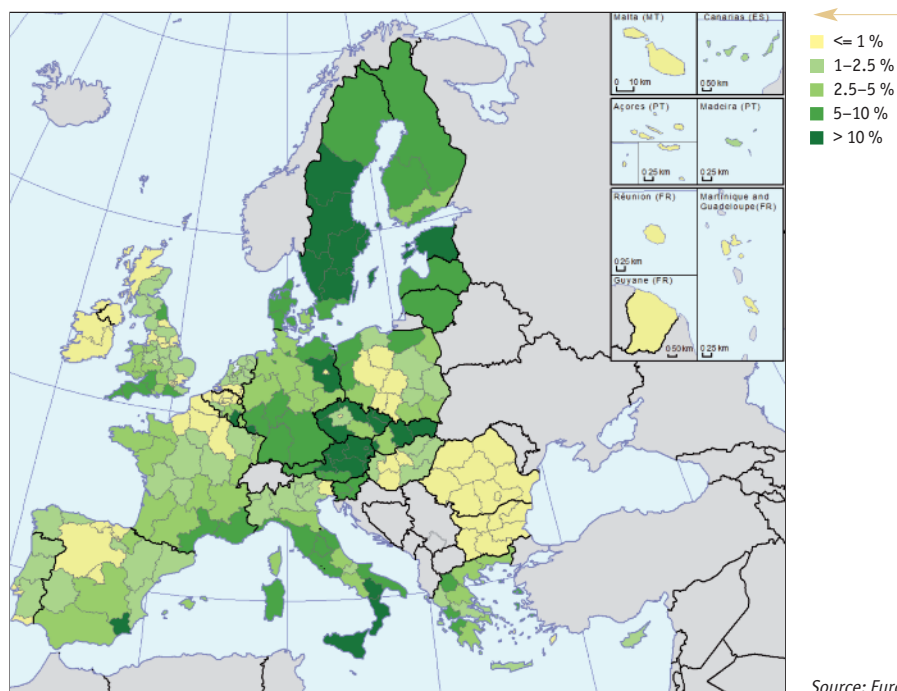 Malta (MT)
0 10 km
Canarias (ES)
0 50 km
Açores (PT)
0 25 km
Madeira (PT)
0 25 km
Réunion (FR)
0 25 km
Martinique and
Guadeloupe(FR)
0 25 km
Guyane (FR)
0 50 km
<= 1 %
1–2.5 %
2.5–5 %
5–10 %
> 10 %
Source: Euro